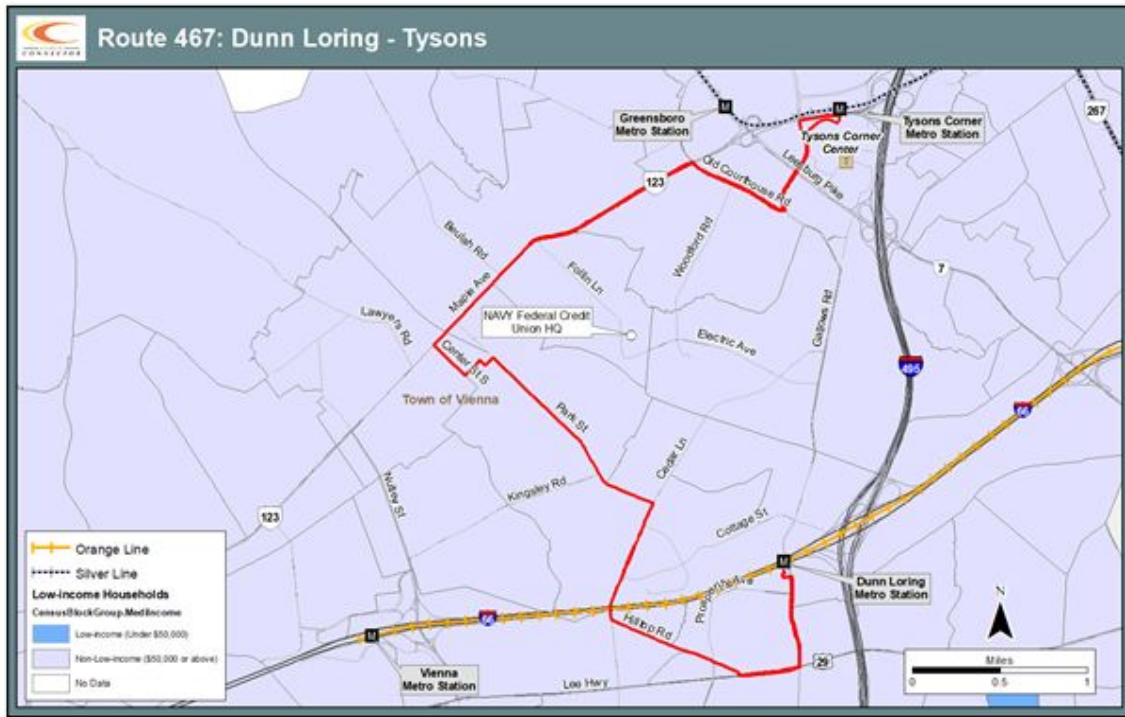 CONNECTOR
Route 467: Dunn Loring - Tysons
Greensboro
Metro Station
Tysons Corner
Metro Station
Tysons Corner
Center
267
123
Old Courthouse Rd
Leesburg Pike
Beulah Rd
Woodford Rd
Follin Ln
7
Maple Ave
Lawyers Rd
NAVY Federal Credit
Union HQ
Electric Ave
Gallows Rd
495
66
Center St S
Town of Vienna
Park St
Cedar Ln
Nutley St
Kingsley Rd
Cottage St
123
Dunn Loring
Metro Station
Prosperity Ave
66
Hilltop Rd
29
Lee Hwy
Vienna
Metro Station
M
M
M
M
Orange Line
Silver Line
Low-income Households
CensusBlockGroup.MedIncome
Low-income (Under $50,000)
Non-Low-income ($50,000 or above)
No Data
N
Miles
0 0.5 1